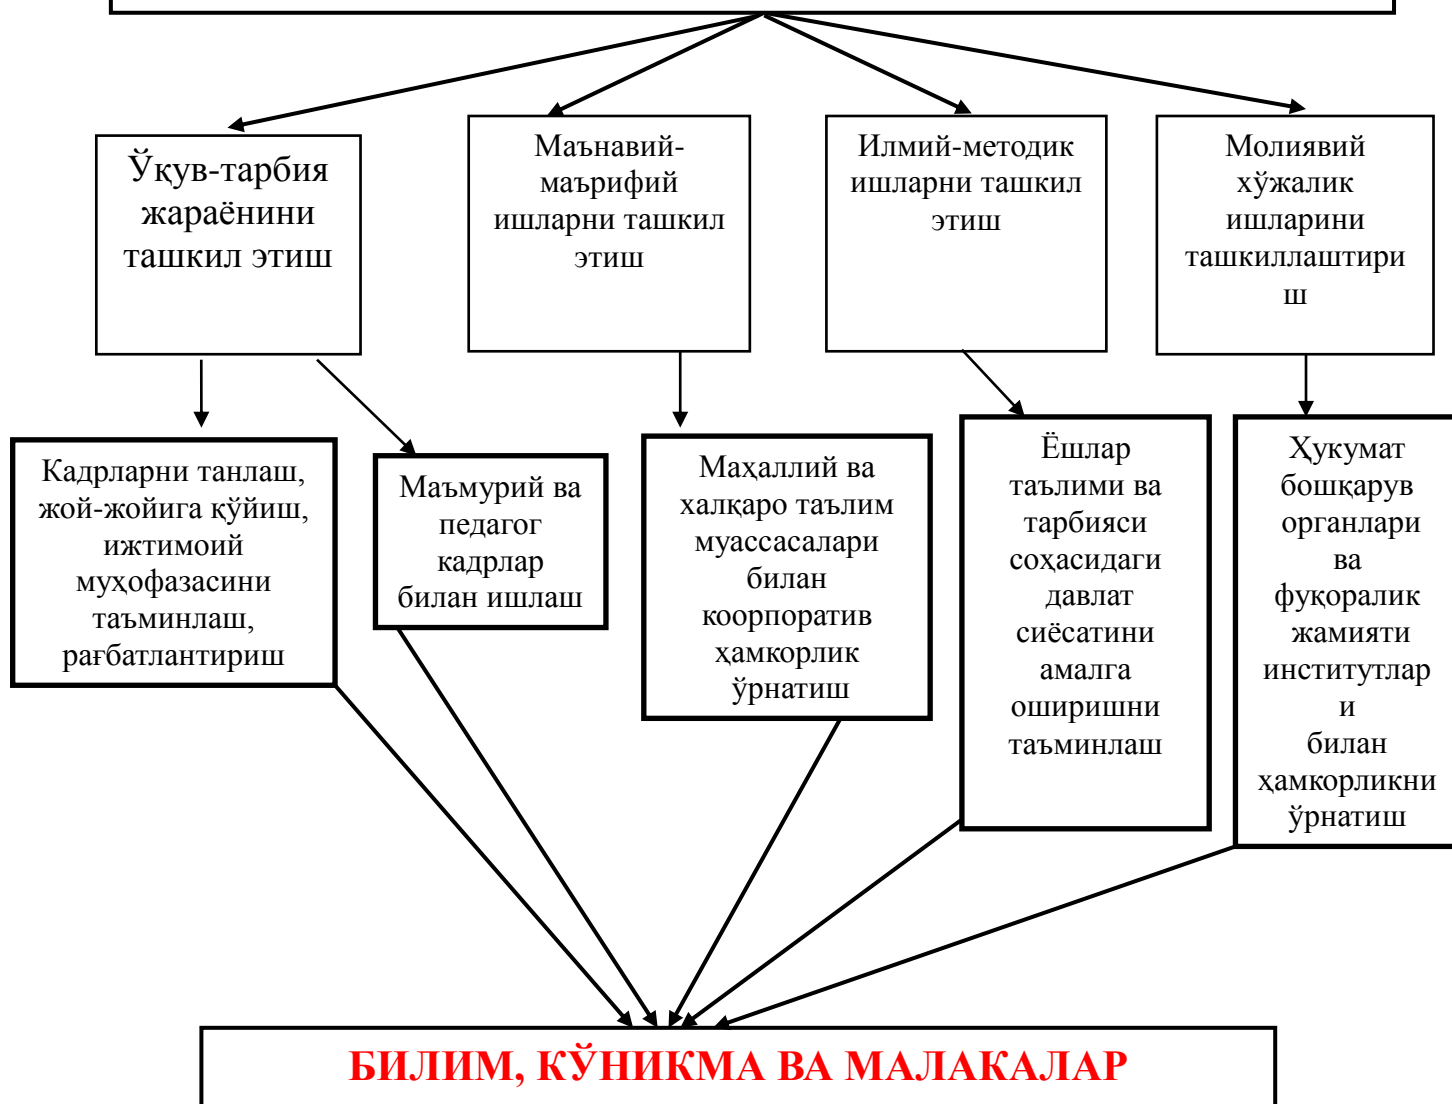 Ўқув-тарбия
жараёнини
ташкил этиш
Маънавий-
маърифий
ишларни ташкил
этиш
Илмий-методик
ишларни ташкил
этиш
Молиявий
хўжалик
ишларини
ташкиллаштири
ш
Кадрларни танлаш,
жой-жойига қўйиш,
ижтимоий
муҳофазасини
таъминлаш,
рағбатлантириш
Маъмурий ва
педагог
кадрлар
билан ишлаш
Маҳаллий ва
халқаро таълим
муассасалари
билан
коорпоратив
ҳамкорлик
ўрнатиш
Ёшлар
таълими ва
тарбияси
соҳасидаги
давлат
сиёсатини
амалга
оширишни
таъминлаш
Ҳукумат
бошқарув
органлари
ва
фуқоралик
жамияти
институтлар
и
билан
ҳамкорликни
ўрнатиш
БИЛИМ, КЎНИКМА ВА МАЛАКАЛАР